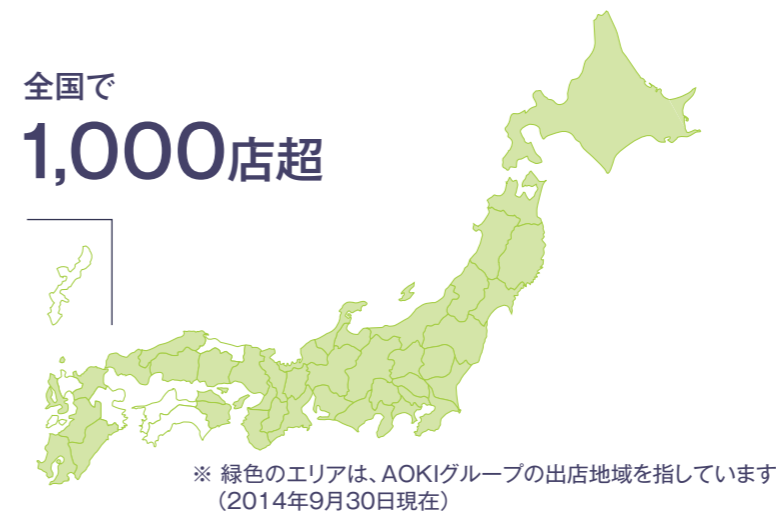 全国で
1,000店超
※ 緑色のエリアは、AOKIグループの出店地域を指しています
（2014年9月30日現在）